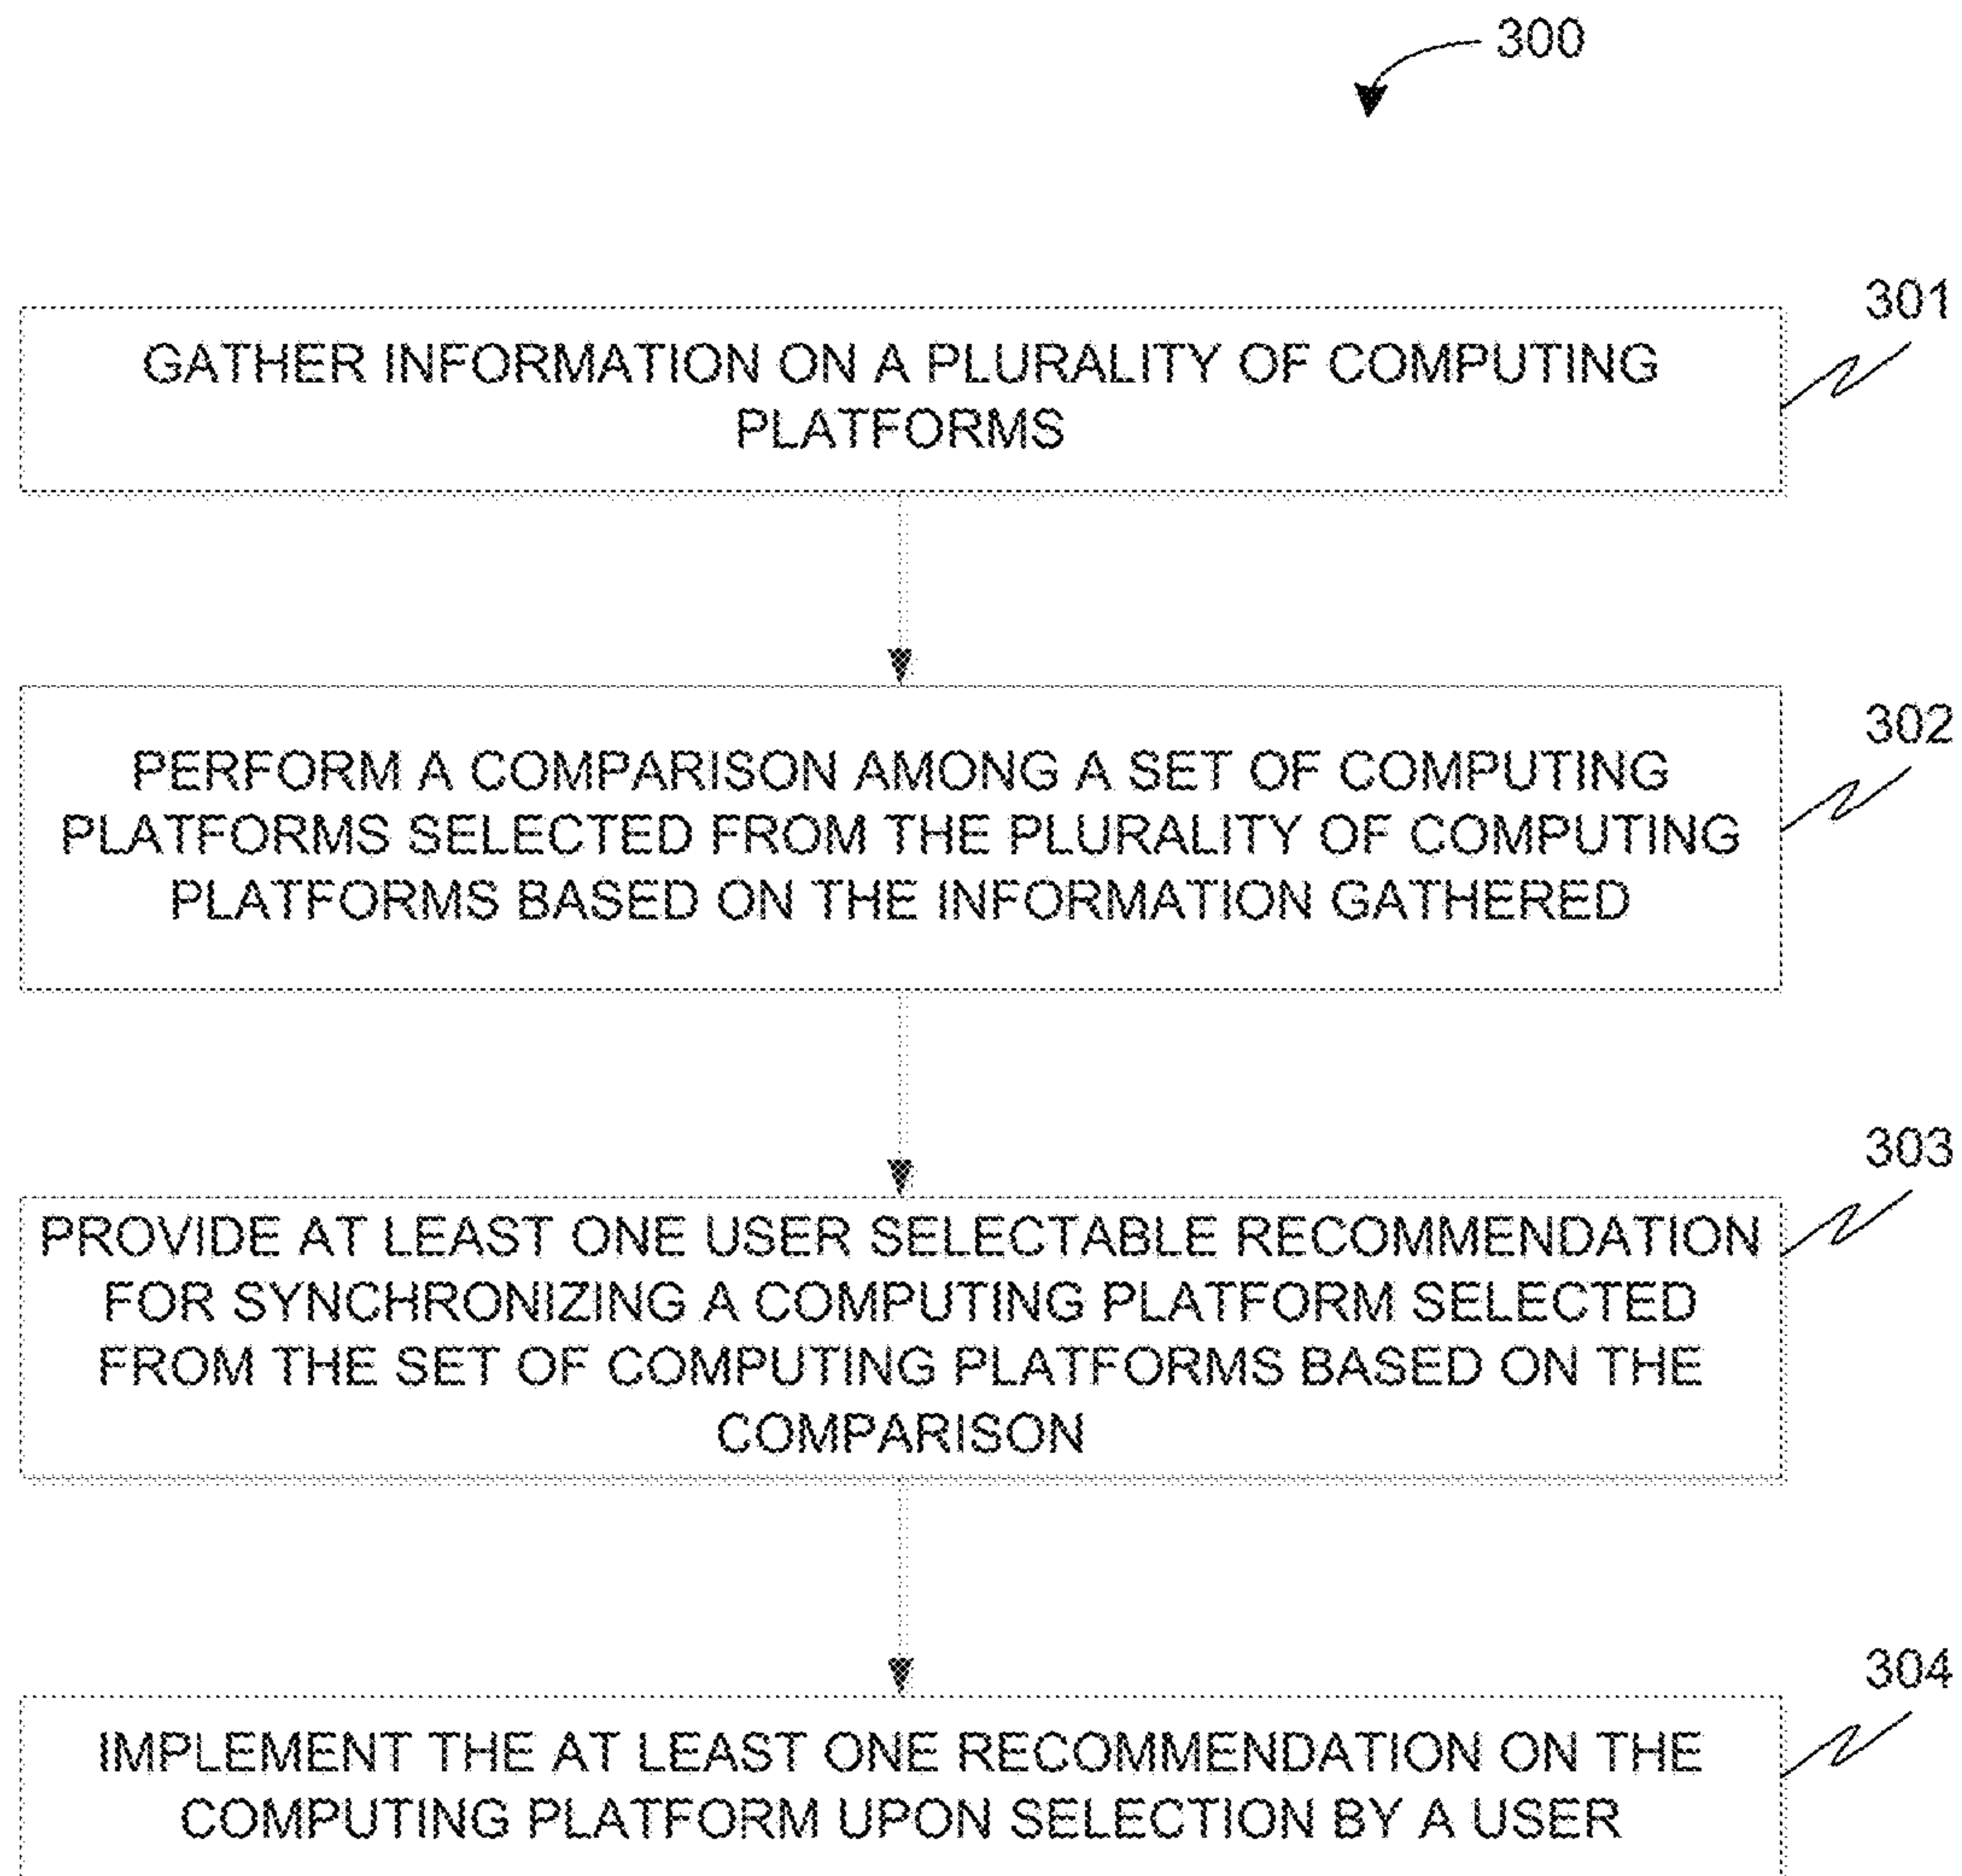 300
301
GATHER INFORMATION ON A PLURALITY OF COMPUTING
PLATFORMS
302
PERFORM A COMPARISON AMONG A SET OF COMPUTING
PLATFORMS SELECTED FROM THE PLURALITY OF COMPUTING
PLATFORMS BASED ON THE INFORMATION GATHERED
303
PROVIDE AT LEAST ONE USER SELECTABLE RECOMMENDATION
FOR SYNCHRONIZING A COMPUTING PLATFORM SELECTED
FROM THE SET OF COMPUTING PLATFORMS BASED ON THE
COMPARISON
304
IMPLEMENT THE AT LEAST ONE RECOMMENDATION ON THE
COMPUTING PLATFORM UPON SELECTION BY A USER